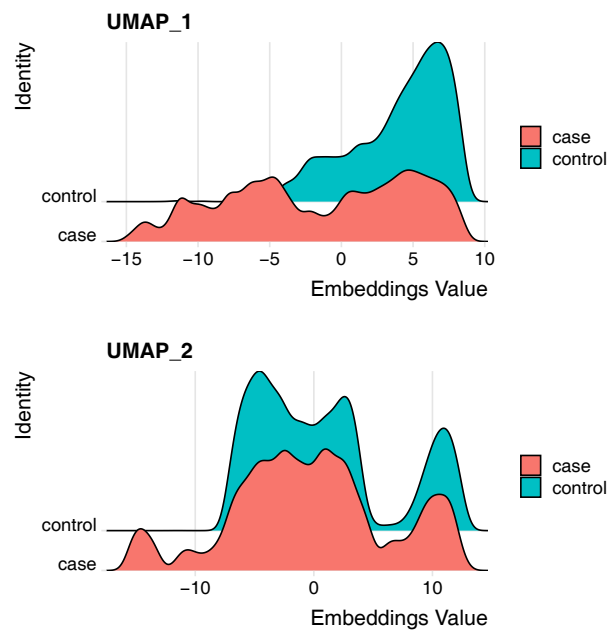 UMAP_1
Identity
control
case
−15 −10 −5 0 5 10
Embeddings Value
case
control
UMAP_2
Identity
control
case
−10 0 10
Embeddings Value
case
control